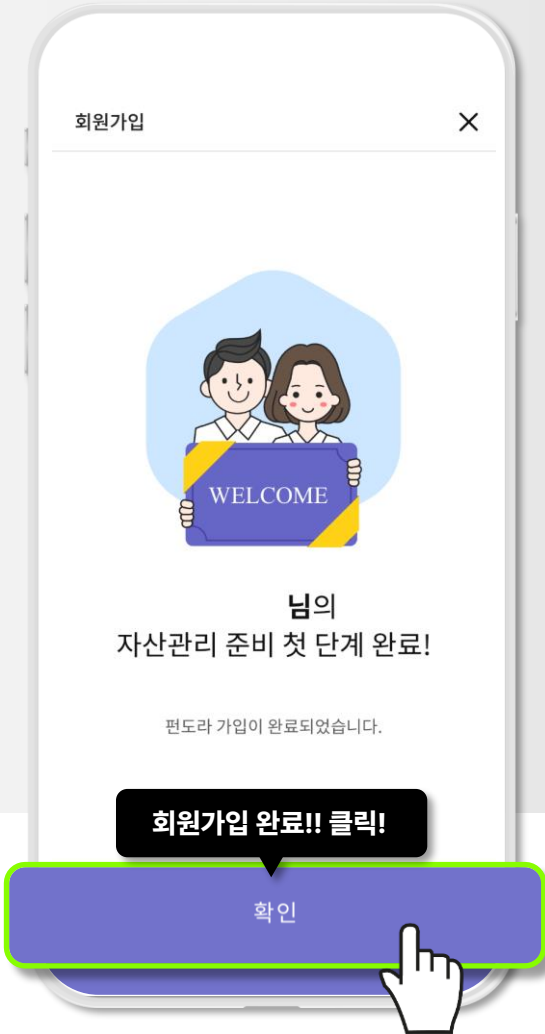 회원가입
WELCOME
님의
자산관리 준비 첫 단계 완료!
펀도라 가입이 완료되었습니다.
회원가입 완료!! 클릭!
확인